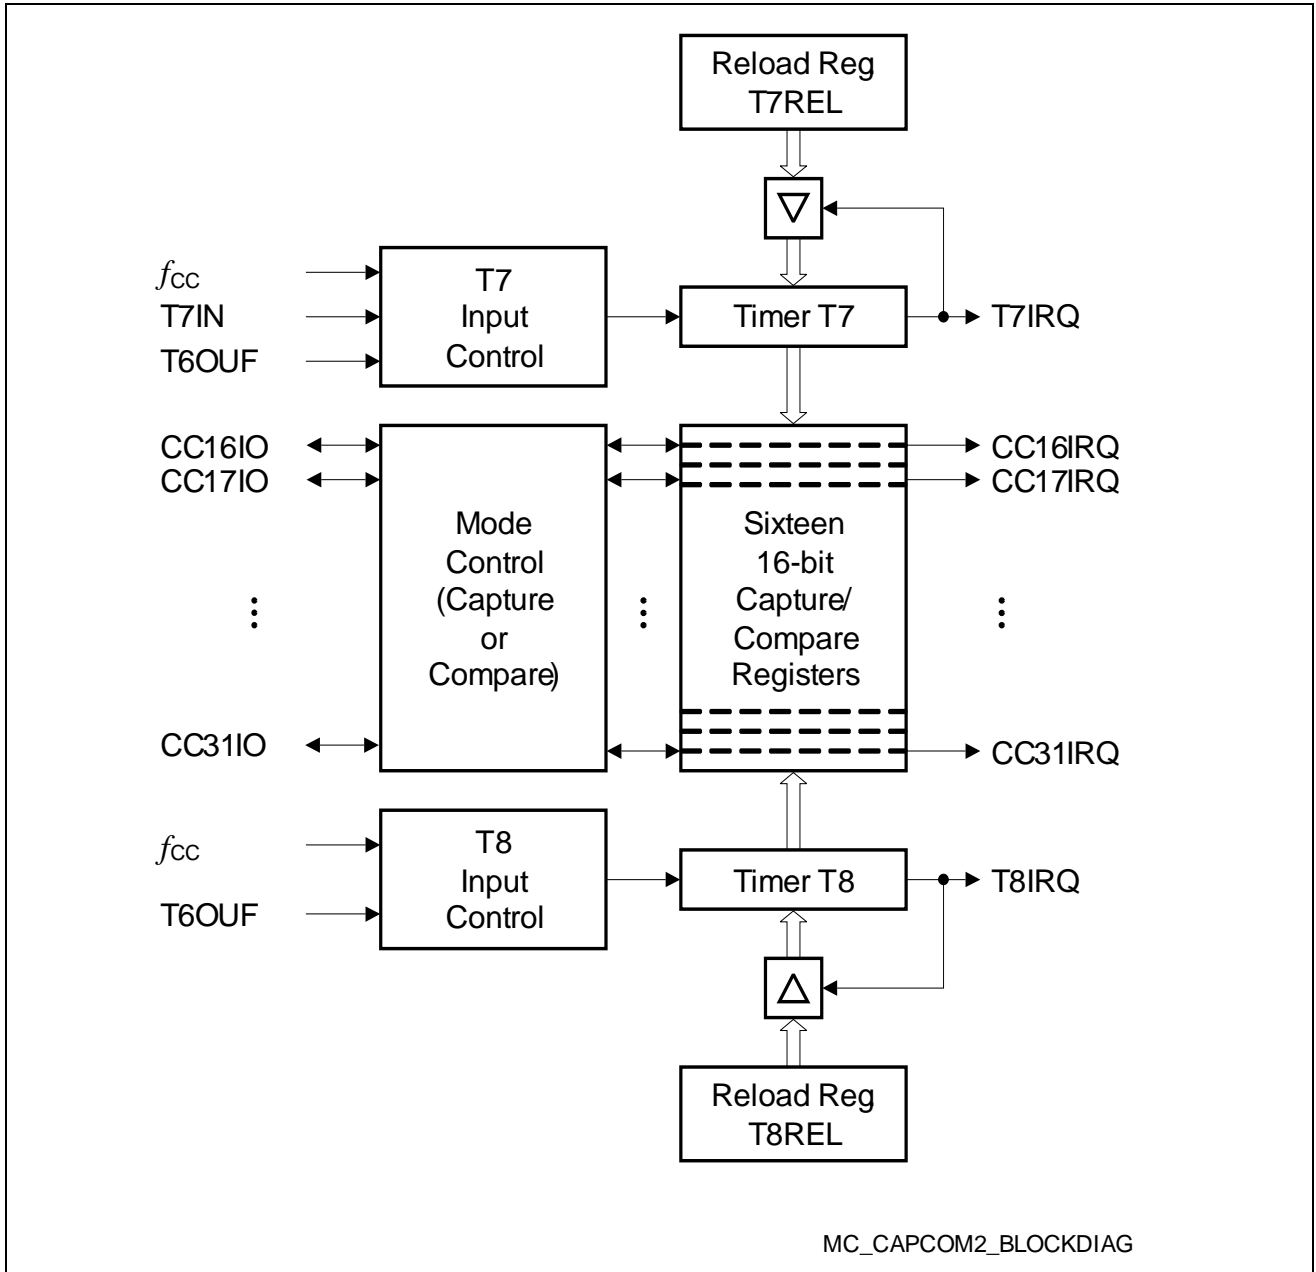 Reload Reg
T7REL
fCC
T7IN
T6OUF
T7
Input
Control
Timer T7
T7IRQ
CC16IO
CC17IO
CC31IO
Mode
Control
(Capture
or
Compare)
Sixteen
16-bit
Capture/
Compare
Registers
CC16IRQ
CC17IRQ
CC31IRQ
fCC
T6OUF
T8
Input
Control
Timer T8
T8IRQ
Reload Reg
T8REL
MC_CAPCOM2_BLOCKDIAG